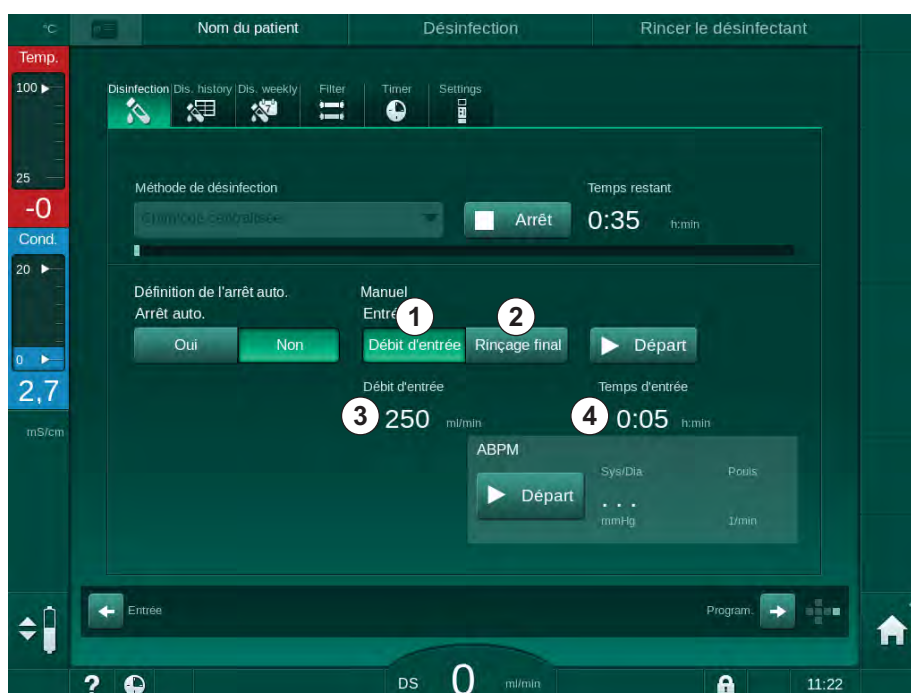 °C
Nom du patient
Désinfection
Rincer le désinfectant
Temp.
100
25
-0
Cond.
20
0
2,7
mS/cm
Disinfection
Dis. history
Dis. weekly
Filter
Timer
Settings
7
Méthode de désinfection
Temps restant
Arrêt
0:35 h:min
Définition de l'arrêt auto.
Manuel
Arrêt auto.
1
2
Oui
Non
Débit d'entrée
Rinçage final
Départ
Débit d'entrée
Temps d'entrée
3
250 ml/min
4
0:05 h:min
ABPM
Sys/Dia
Pouls
Départ
. . .
mmHg
1/min
Entrée
Program.
?
DS 0 ml/min
11:22